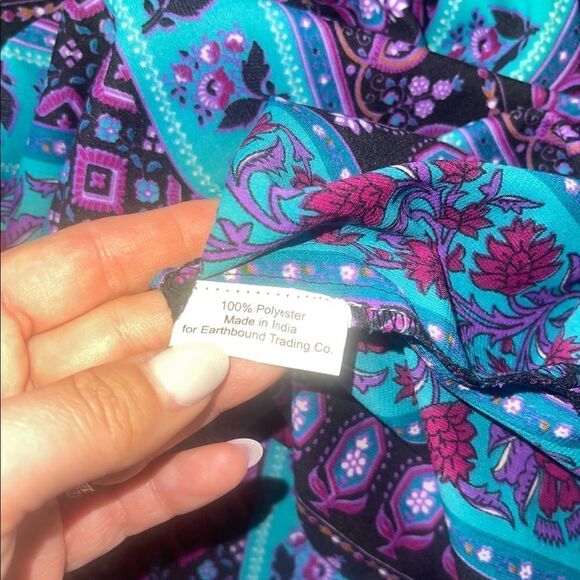 100% Polyester
Made in India
for Earthbound Trading Co.